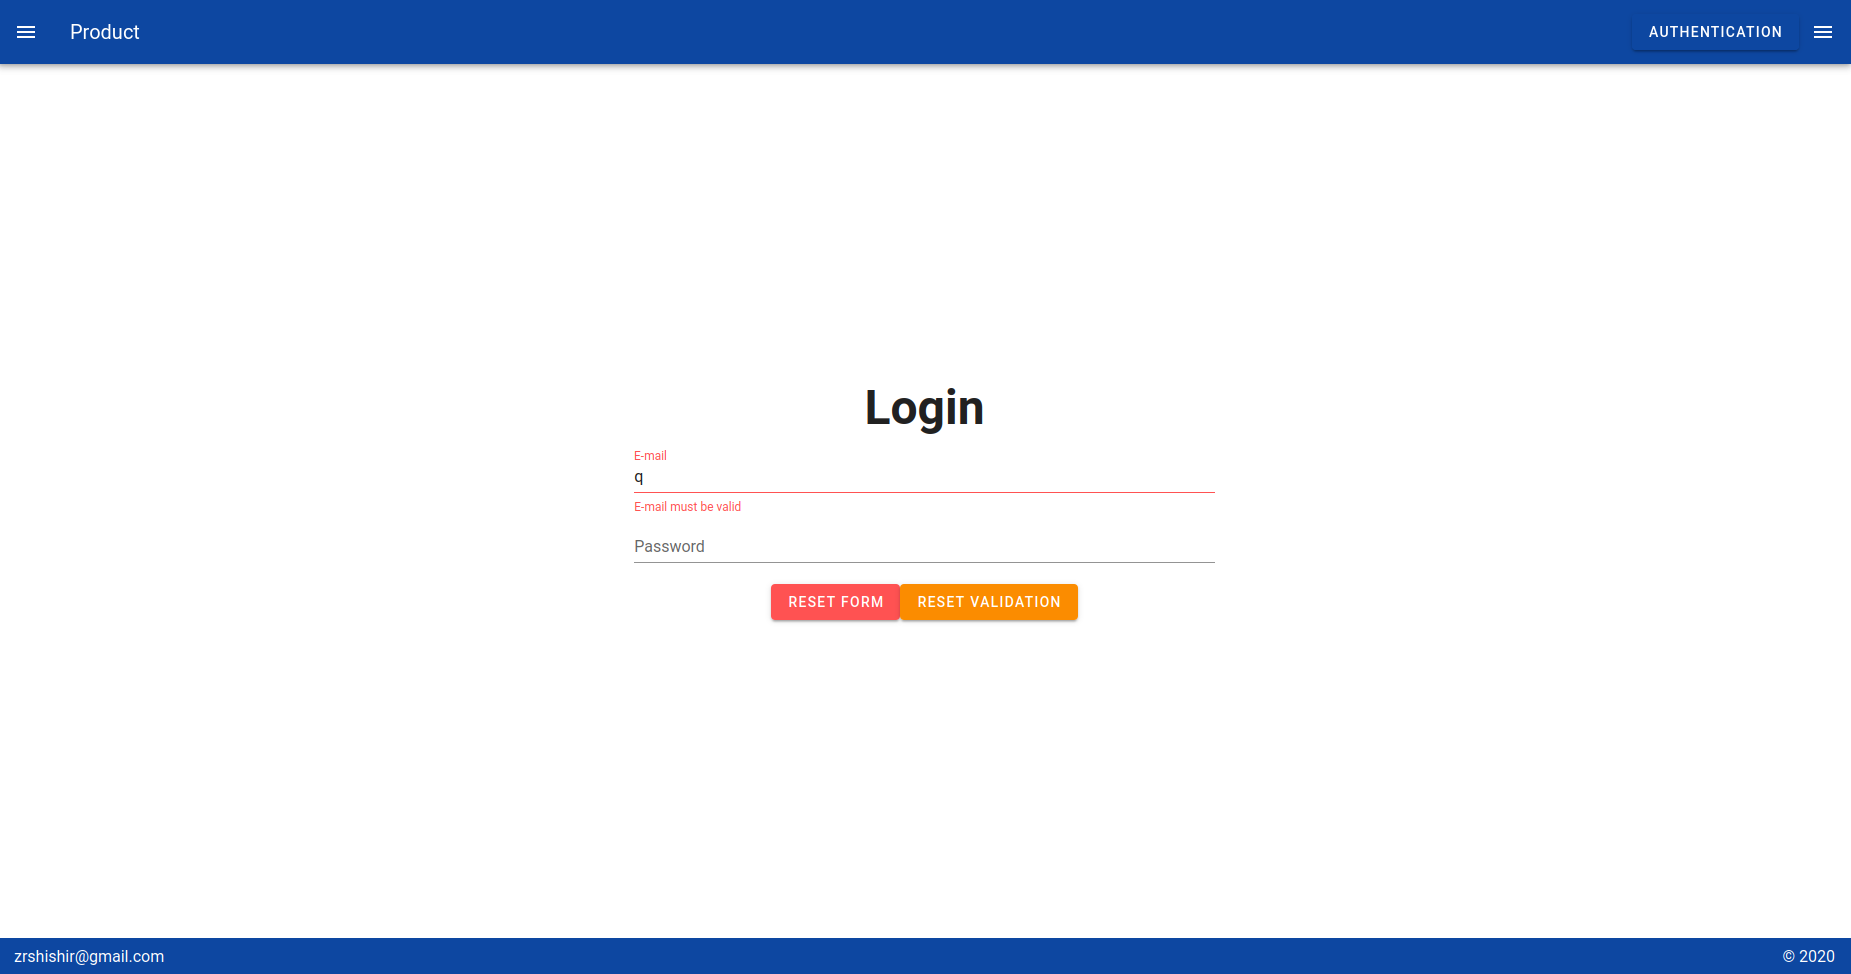 Product
AUTHENTICATION
Login
E-mail
q
E-mail must be valid
Password
RESET FORM
RESET VALIDATION
zrshishir@gmail.com
© 2020